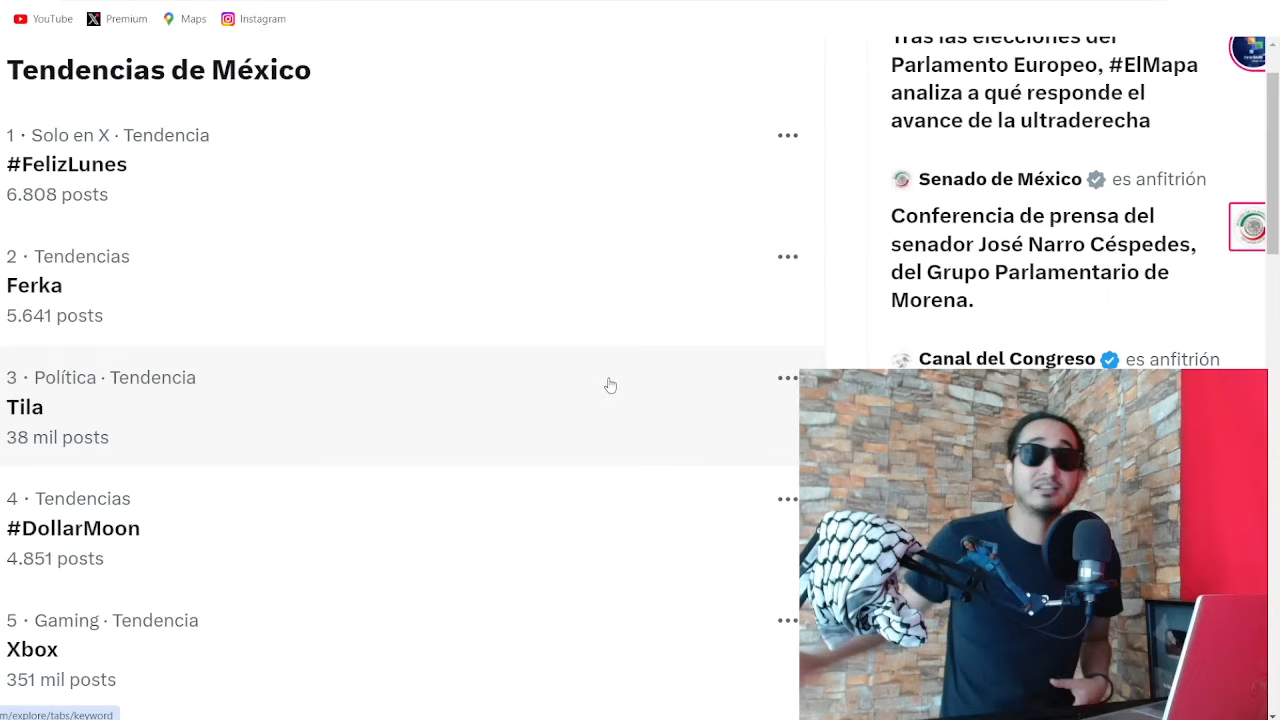 YouTube Premium Maps Instagram
Tendencias de México
1 · Solo en X · Tendencia
#FelizLunes
6.808 posts
2 · Tendencias
Ferka
5.641 posts
3 · Política · Tendencia
Tila
38 mil posts
4 · Tendencias
#DollarMoon
4.851 posts
5 · Gaming · Tendencia
Xbox
351 mil posts
m/explore/tabs/keyword
Tras las elecciones del
Parlamento Europeo, #ElMapa
analiza a qué responde el
avance de la ultraderecha
Senado de México es anfitrión
Conferencia de prensa del
senador José Narro Céspedes,
del Grupo Parlamentario de
Morena.
Canal del Congreso es anfitrión